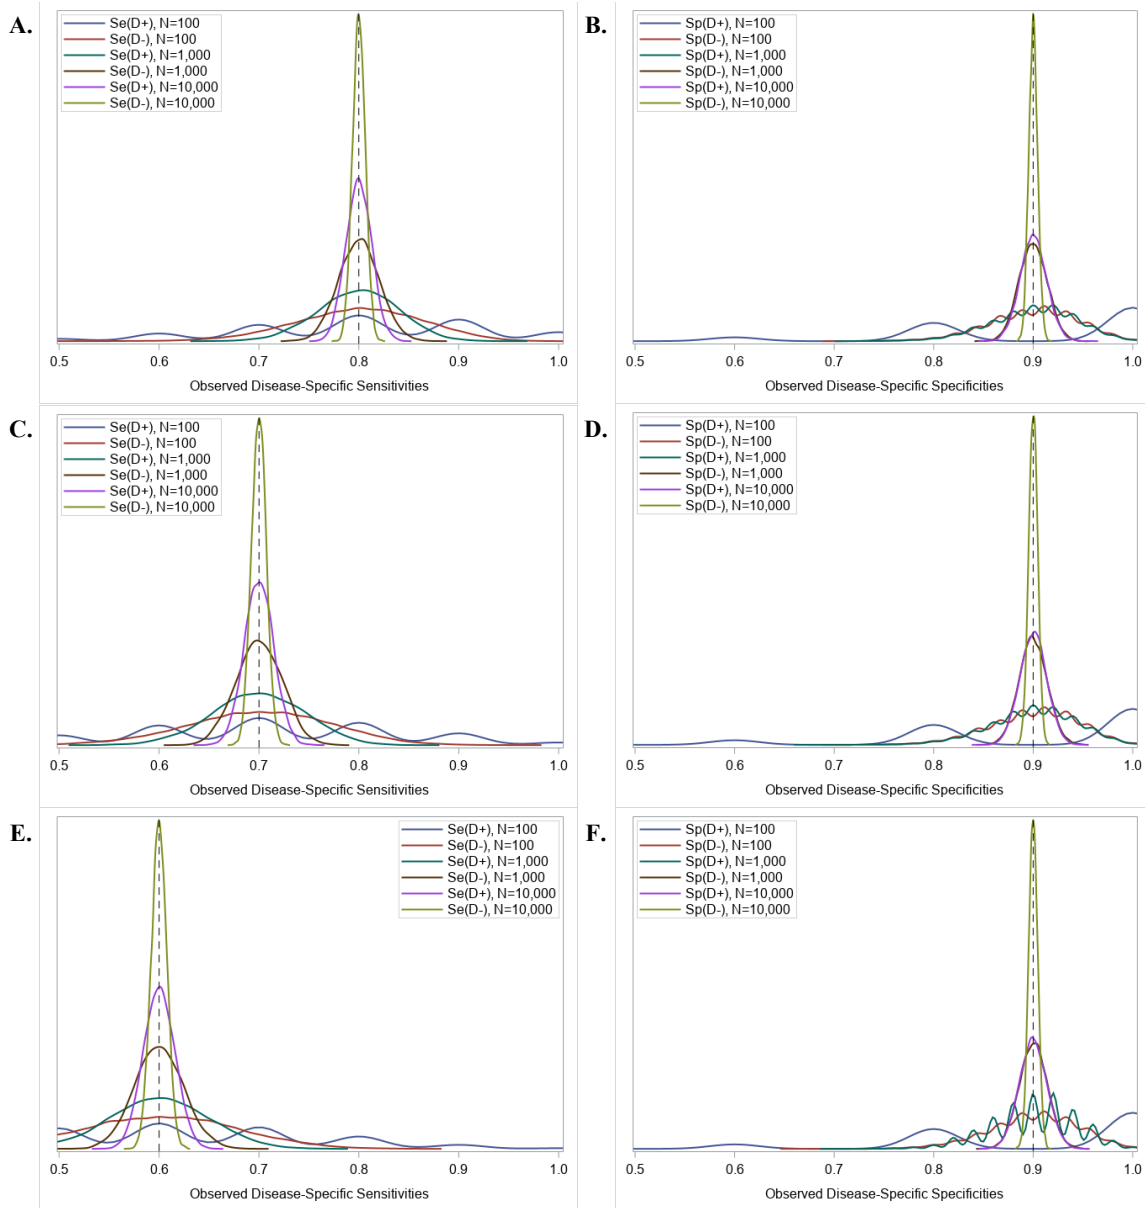 A.
Se(D+), N=100
Se(D-), N=100
Se(D+), N=1,000
Se(D-), N=1,000
Se(D+), N=10,000
Se(D-), N=10,000
0.5 0.6 0.7 0.8 0.9 1.0
Observed Disease-Specific Sensitivities
B.
Sp(D+), N=100
Sp(D-), N=100
Sp(D+), N=1,000
Sp(D-), N=1,000
Sp(D+), N=10,000
Sp(D-), N=10,000
0.5 0.6 0.7 0.8 0.9 1.0
Observed Disease-Specific Specificities
C.
Se(D+), N=100
Se(D-), N=100
Se(D+), N=1,000
Se(D-), N=1,000
Se(D+), N=10,000
Se(D-), N=10,000
0.5 0.6 0.7 0.8 0.9 1.0
Observed Disease-Specific Sensitivities
D.
Sp(D+), N=100
Sp(D-), N=100
Sp(D+), N=1,000
Sp(D-), N=1,000
Sp(D+), N=10,000
Sp(D-), N=10,000
0.5 0.6 0.7 0.8 0.9 1.0
Observed Disease-Specific Specificities
E.
Se(D+), N=100
Se(D-), N=100
Se(D+), N=1,000
Se(D-), N=1,000
Se(D+), N=10,000
Se(D-), N=10,000
0.5 0.6 0.7 0.8 0.9 1.0
Observed Disease-Specific Sensitivities
F.
Sp(D+), N=100
Sp(D-), N=100
Sp(D+), N=1,000
Sp(D-), N=1,000
Sp(D+), N=10,000
Sp(D-), N=10,000
0.5 0.6 0.7 0.8 0.9 1.0
Observed Disease-Specific Specificities